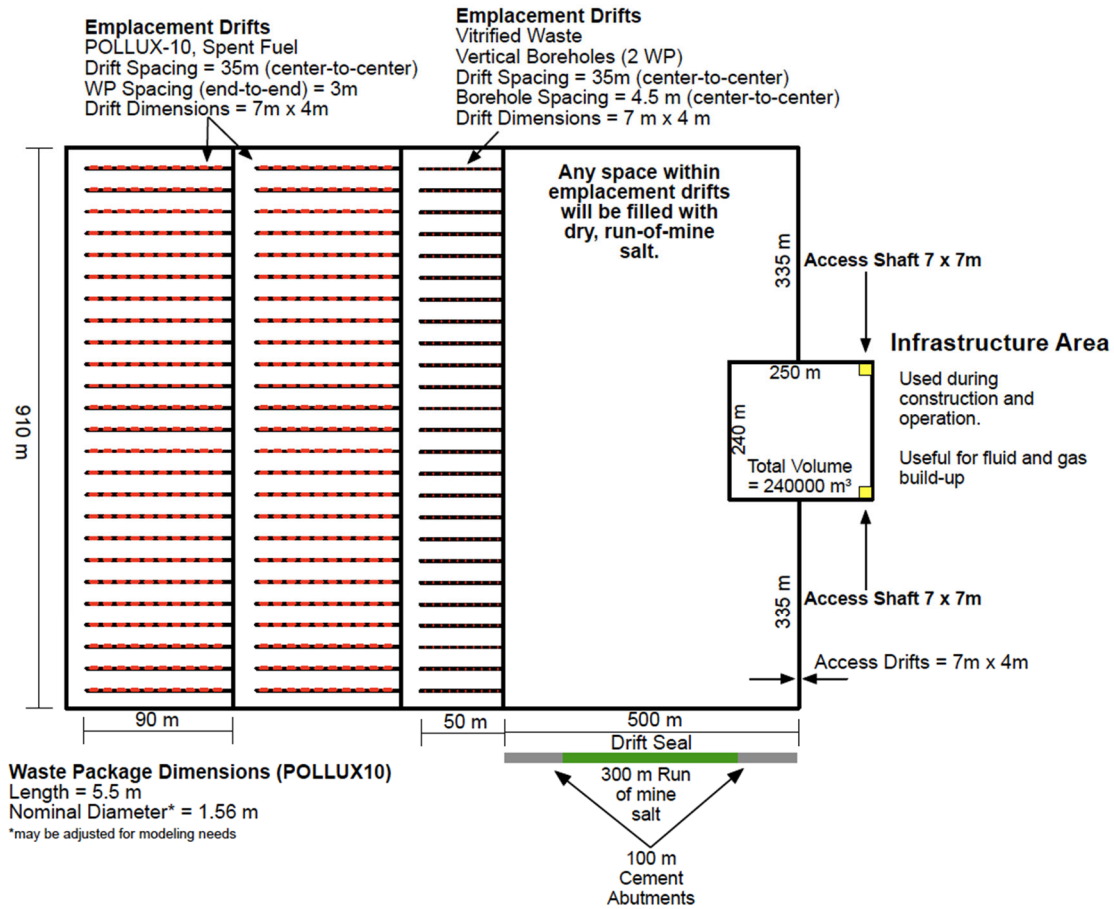 Emplacement Drifts
POLLUX-10, Spent Fuel
Drift Spacing = 35m (center-to-center)
WP Spacing (end-to-end) = 3m
Drift Dimensions = 7m x 4m
Emplacement Drifts
Vitrified Waste
Vertical Boreholes (2 WP)
Drift Spacing = 35m (center-to-center)
Borehole Spacing = 4.5 m (center-to-center)
Drift Dimensions = 7 m x 4 m
Any space within
emplacement drifts
will be filled with
dry, run-of-mine
salt.
335 m
Access Shaft 7 x 7m
Infrastructure Area
Used during
construction and
operation.
Useful for fluid and gas
build-up
250 m
240 m
Total Volume
= 240000 m³
910 m
335 m
Access Shaft 7 x 7m
Access Drifts = 7m x 4m
90 m
50 m
500 m
Drift Seal
300 m Run
of mine
salt
100 m
Cement
Abutments
Waste Package Dimensions (POLLUX10)
Length = 5.5 m
Nominal Diameter* = 1.56 m
*may be adjusted for modeling needs